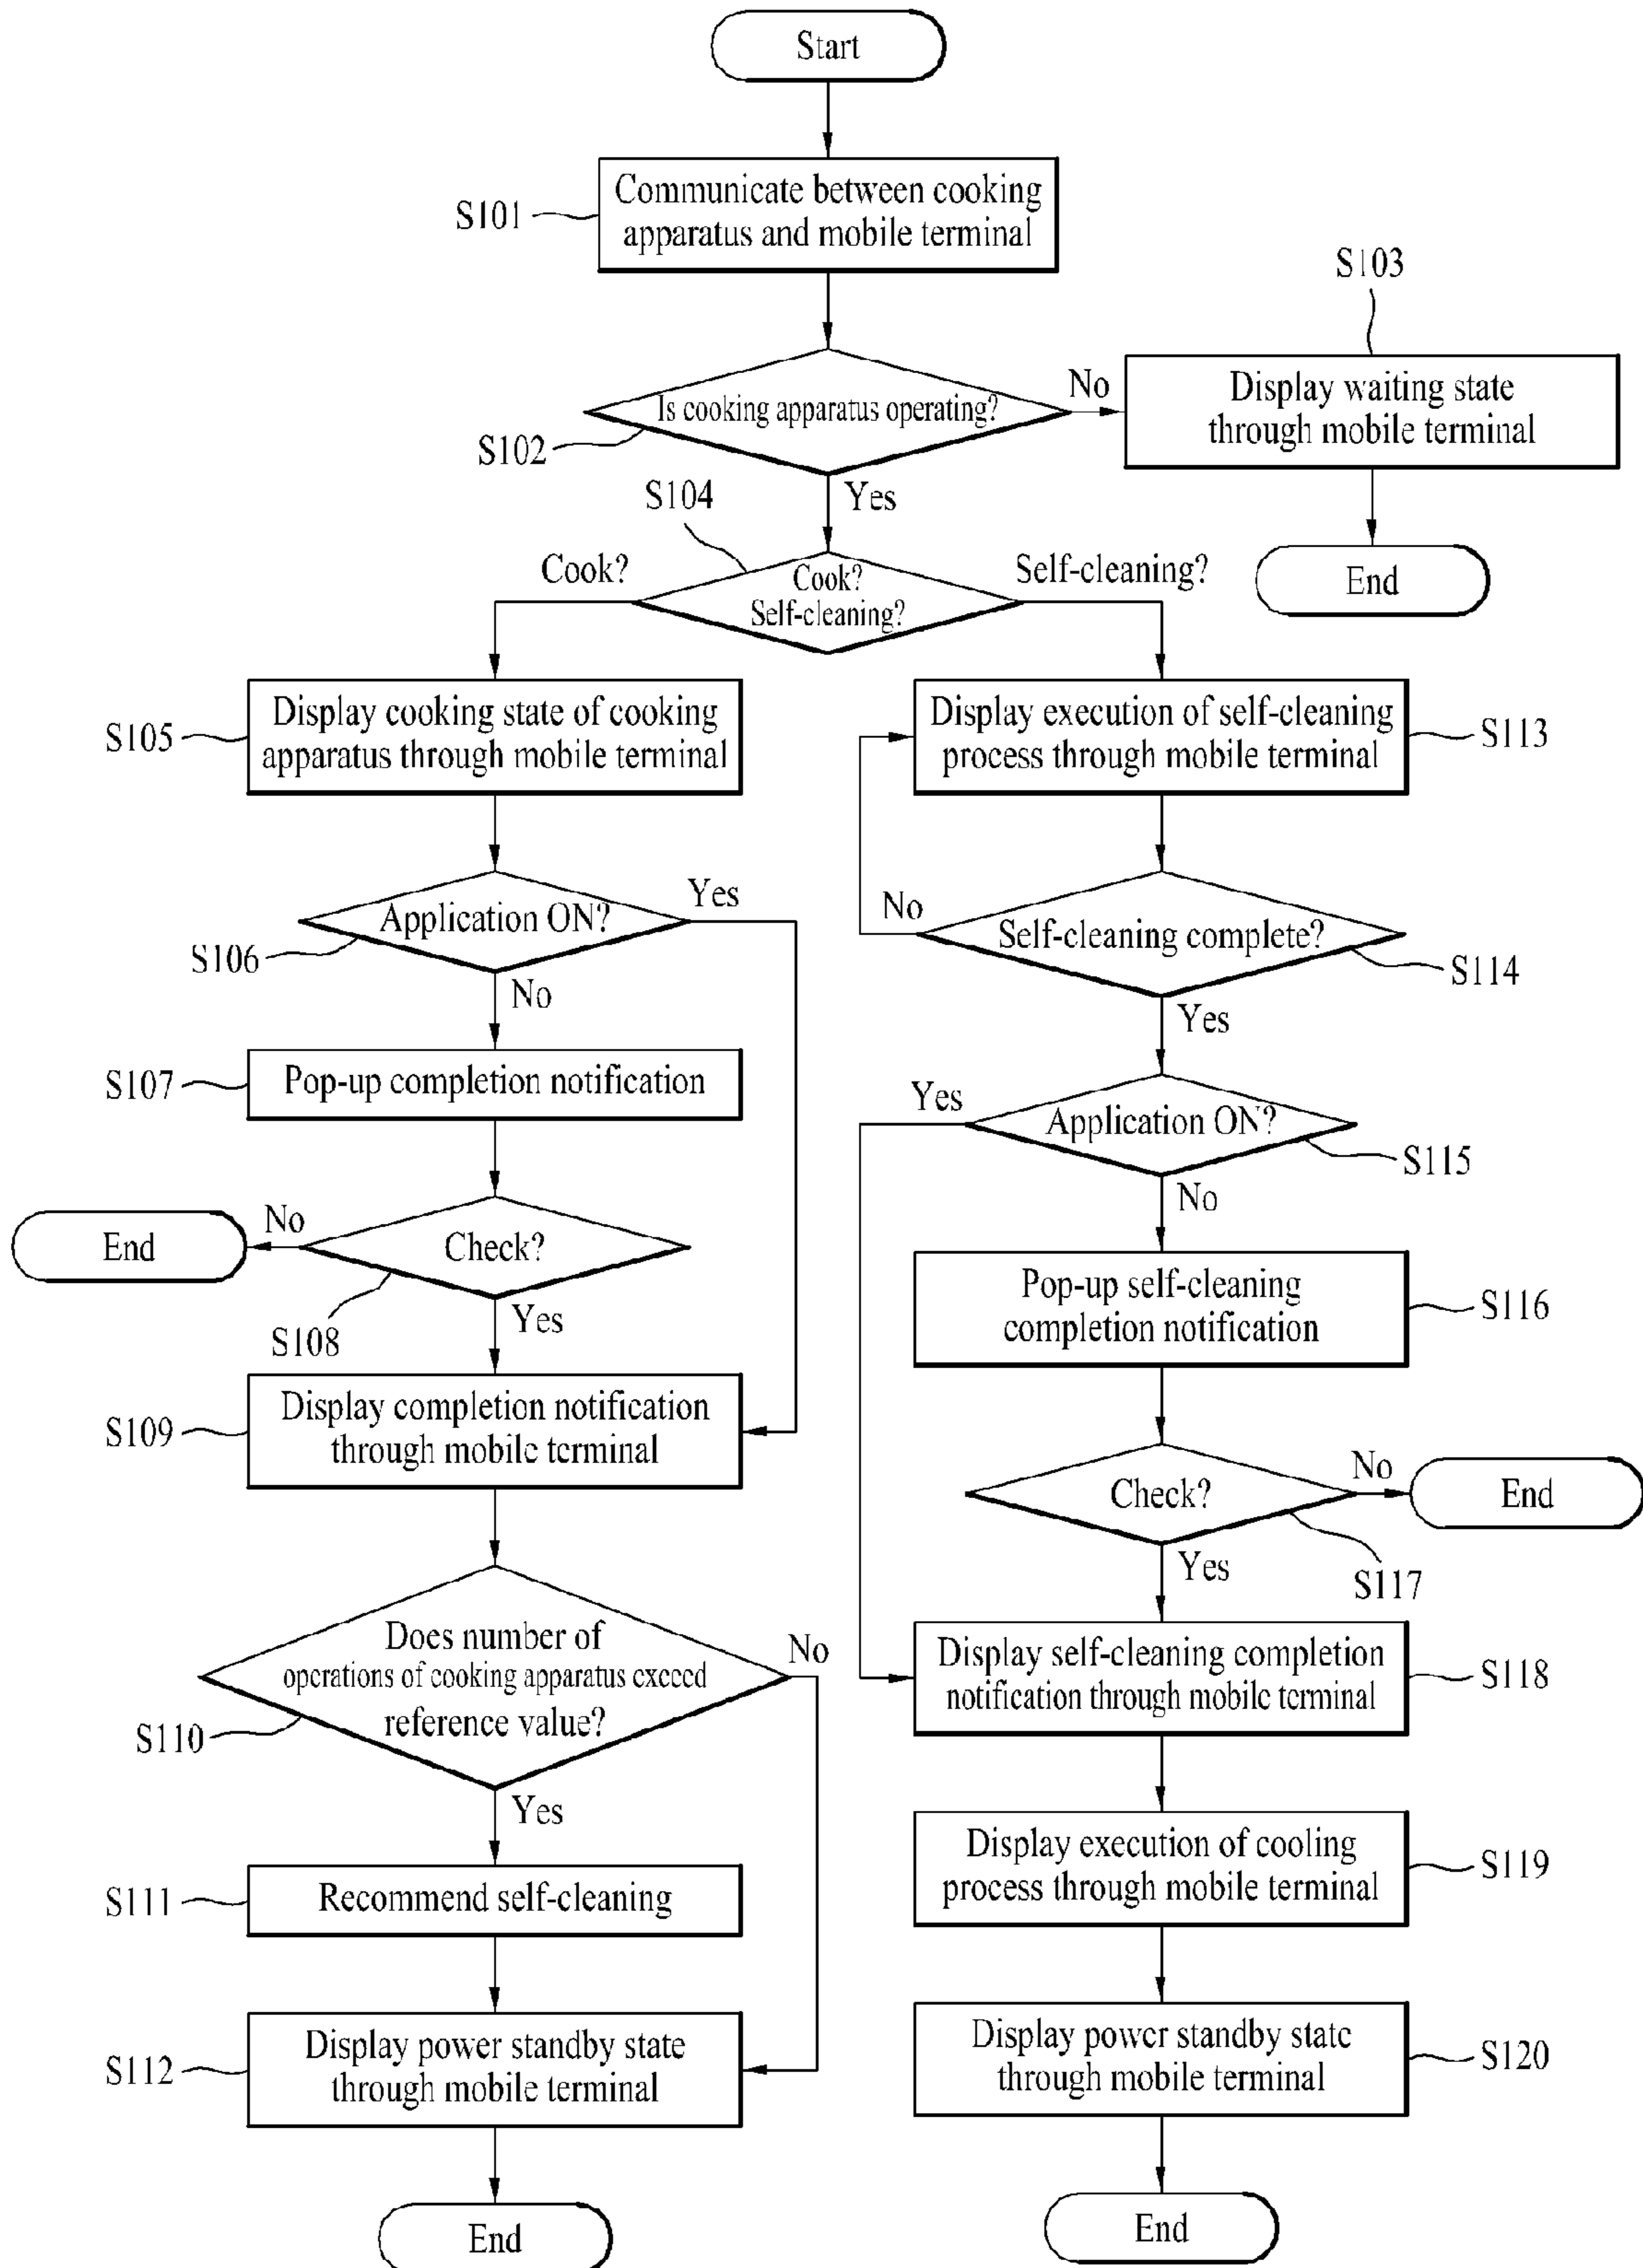 Start
S101
Communicate between cooking
apparatus and mobile terminal
S103
Is cooking apparatus operating?
No
Display waiting state
through mobile terminal
S102
Yes
S104
End
Cook?
Cook?
Self-cleaning?
Self-cleaning?
S105
Display cooking state of cooking
apparatus through mobile terminal
Application ON?
Yes
S106
No
S107
Pop-up completion notification
End
No
Check?
S108
Yes
S109
Display completion notification
through mobile terminal
Does number of
operations of cooking apparatus exceed
reference value?
No
S110
Yes
S111
Recommend self-cleaning
S112
Display power standby state
through mobile terminal
End
Display execution of self-cleaning
process through mobile terminal
S113
No
Self-cleaning complete?
S114
Yes
Yes
Application ON?
S115
No
Pop-up self-cleaning
completion notification
S116
Check?
No
End
Yes
S117
Display self-cleaning completion
notification through mobile terminal
S118
Display execution of cooling
process through mobile terminal
S119
Display power standby state
through mobile terminal
S120
End